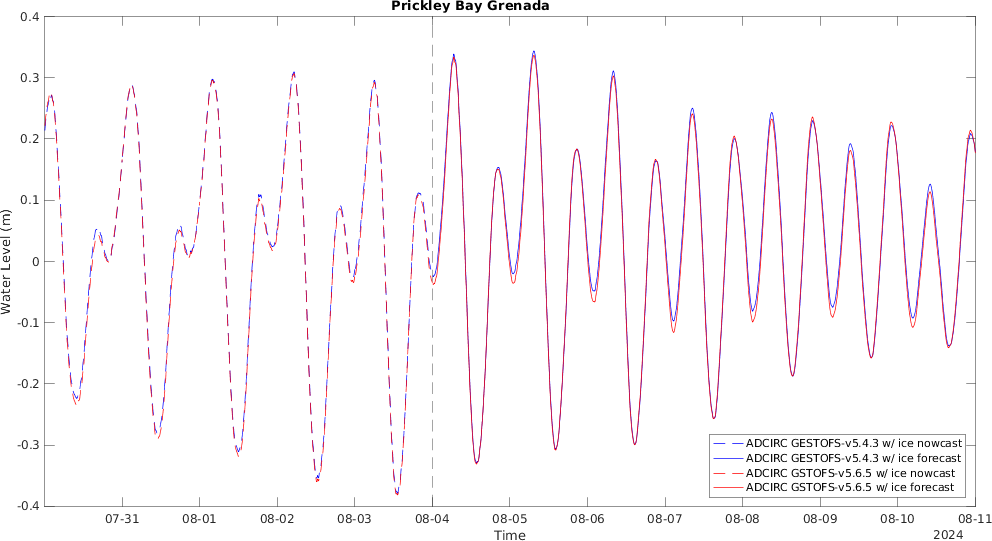 Prickley Bay Grenada
0.4
0.3
0.2
0.1
0
-0.1
-0.2
-0.3
-0.4
Water Level (m)
ADCIRC GESTOFS-v5.4.3 w/ ice nowcast
ADCIRC GESTOFS-v5.4.3 w/ ice forecast
ADCIRC GSTOFS-v5.6.5 w/ ice nowcast
ADCIRC GSTOFS-v5.6.5 w/ ice forecast
07-31 08-01 08-02 08-03 08-04 08-05 08-06 08-07 08-08 08-09 08-10 08-11
Time
2024